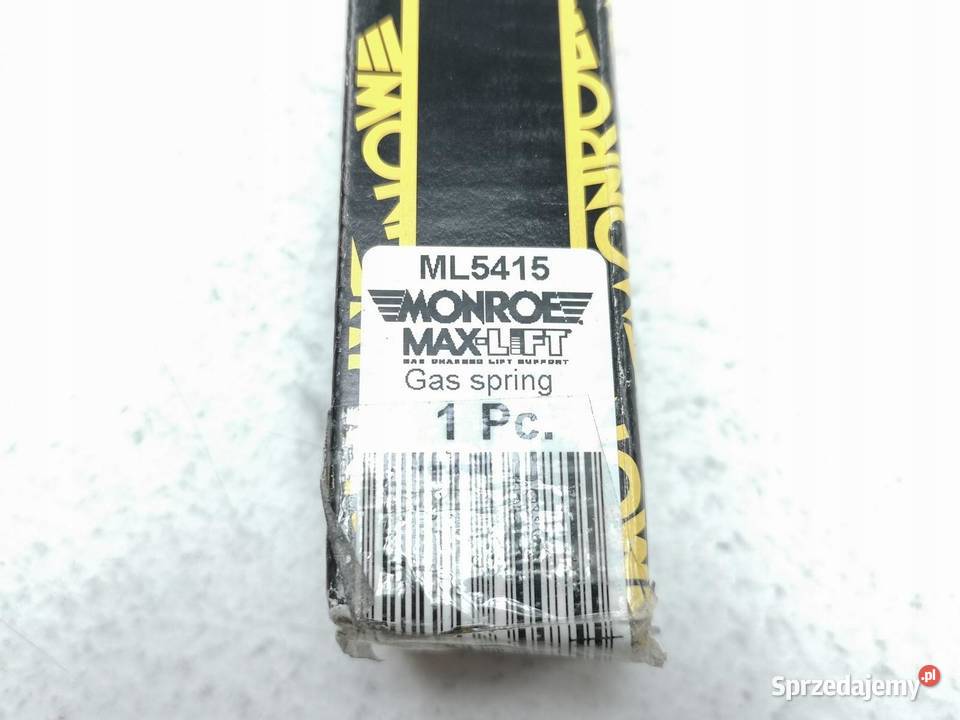 MONROE
MONROE
ML5415
MONROE
MAX-LIFT
GAS CHARGED LIFT SUPPORT
Gas spring
1 Pc.
Sprzedajemy.pl